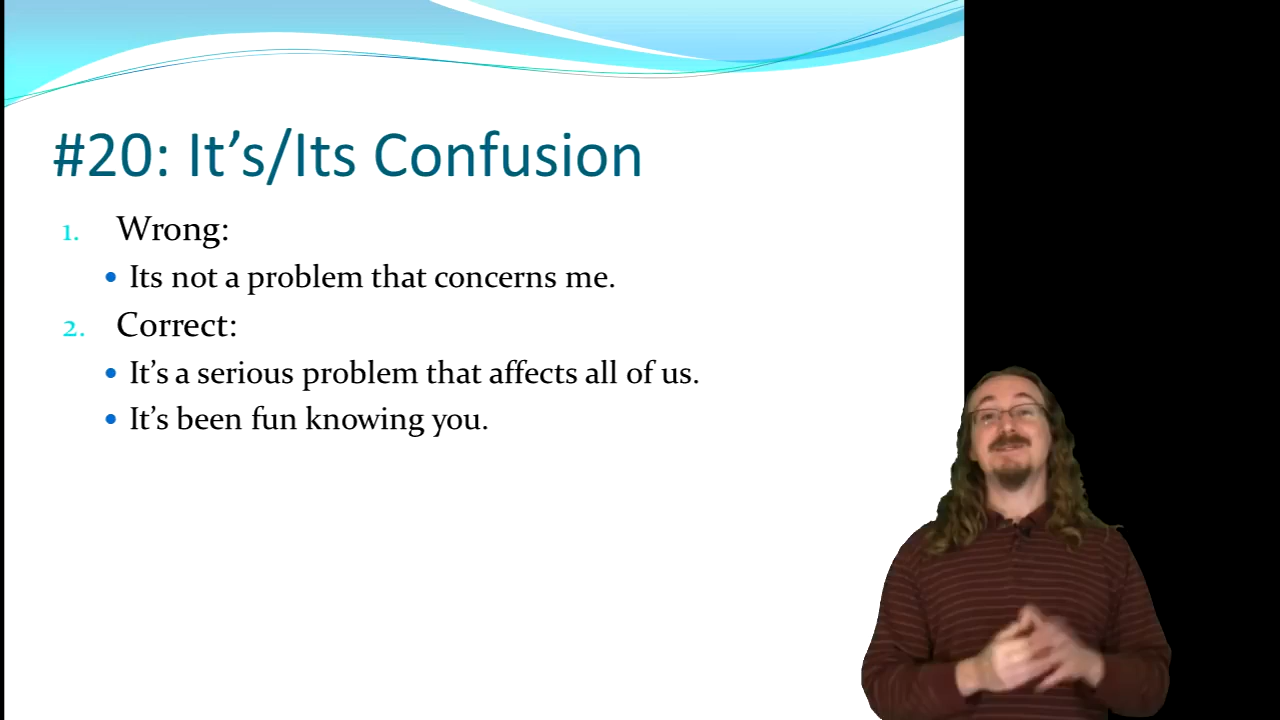 #20: It’s/Its Confusion
1. Wrong:
• Its not a problem that concerns me.
2. Correct:
• It’s a serious problem that affects all of us.
• It’s been fun knowing you.